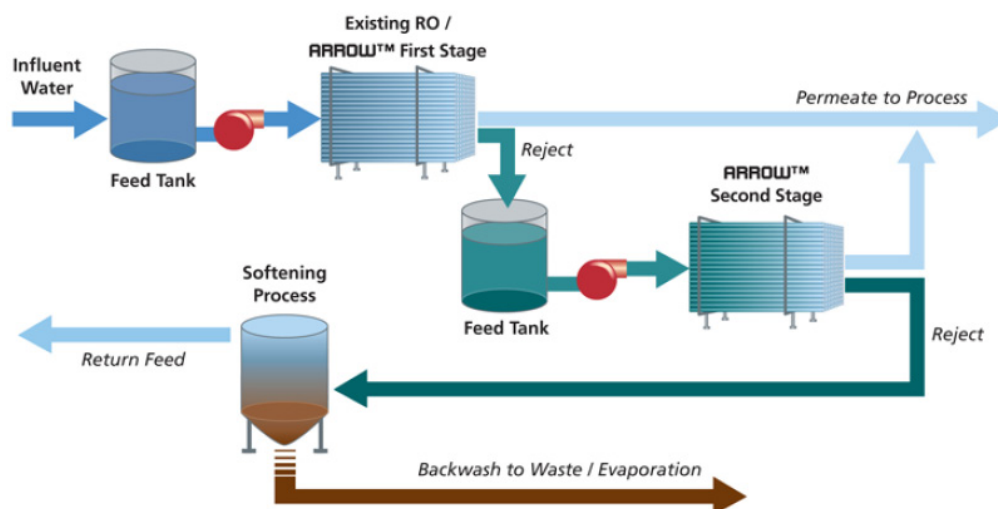 Existing RO /
ARROW™ First Stage
Influent
Water
Permeate to Process
Feed Tank
Reject
ARROW™
Second Stage
Softening
Process
Feed Tank
Reject
Return Feed
Backwash to Waste / Evaporation